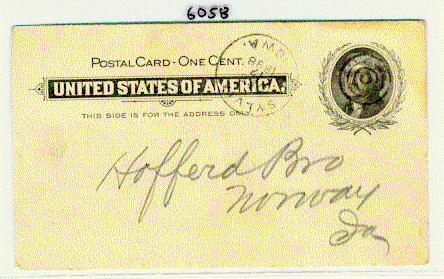 6058
POSTAL CARD - ONE CENT.
UNITED STATES OF AMERICA.
THIS SIDE IS FOR THE ADDRESS ONLY.
Hofferd Bro
Norway
Ia